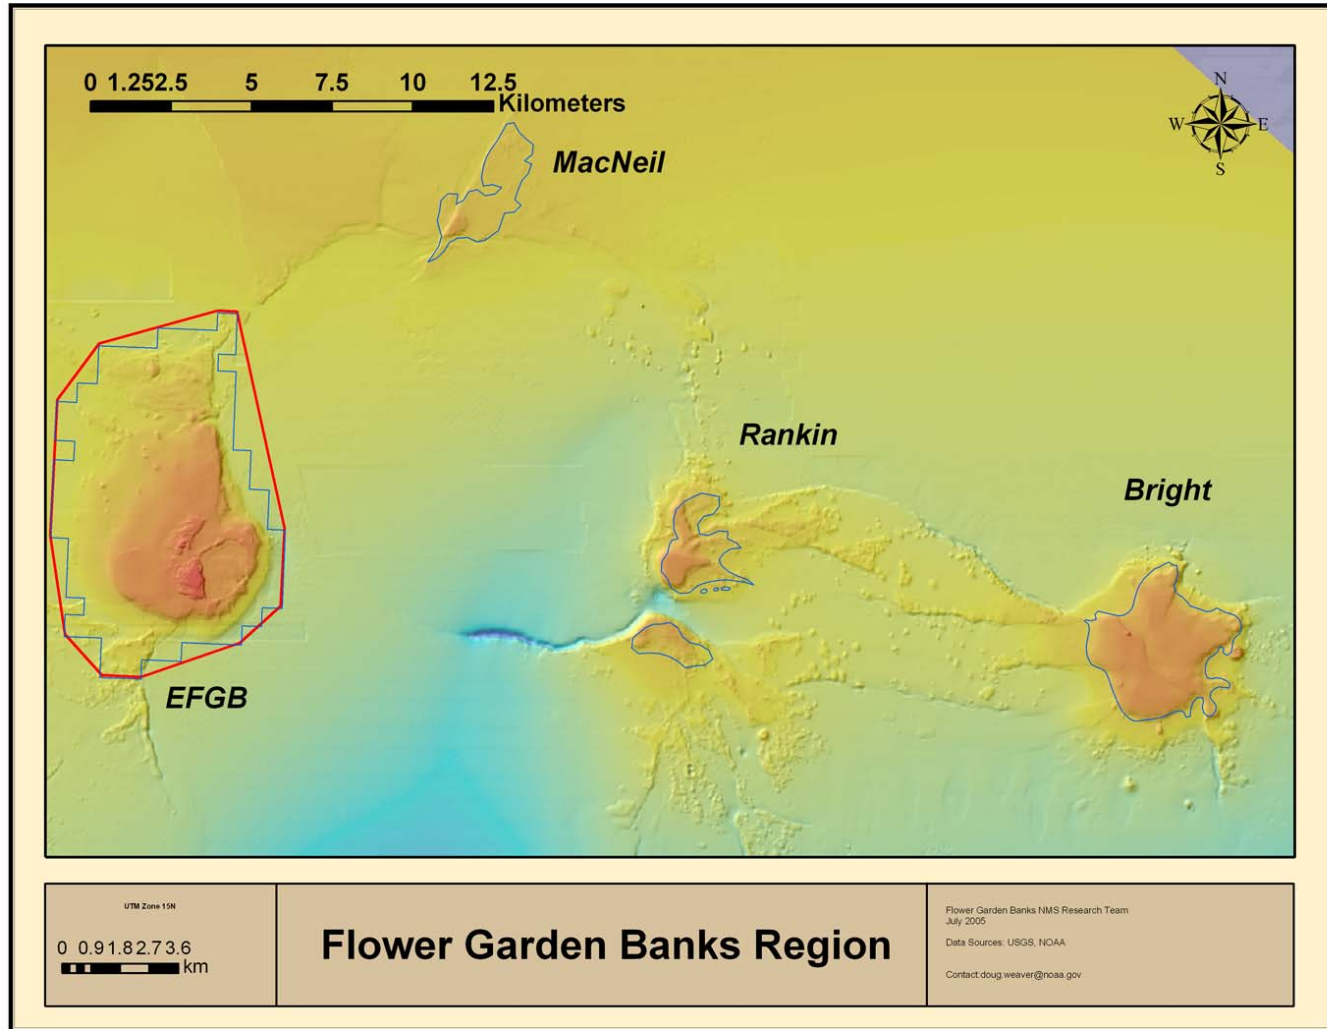 0 1.252.5 5 7.5 10 12.5
Kilometers
N
W E
S
MacNeil
Rankin
Bright
EFGB
UTM Zone 15N
0 0.91.82.73.6
km
Flower Garden Banks Region
Flower Garden Banks NMS Research Team
July 2005
Data Sources: USGS, NOAA
Contact:doug.weaver@noaa.gov